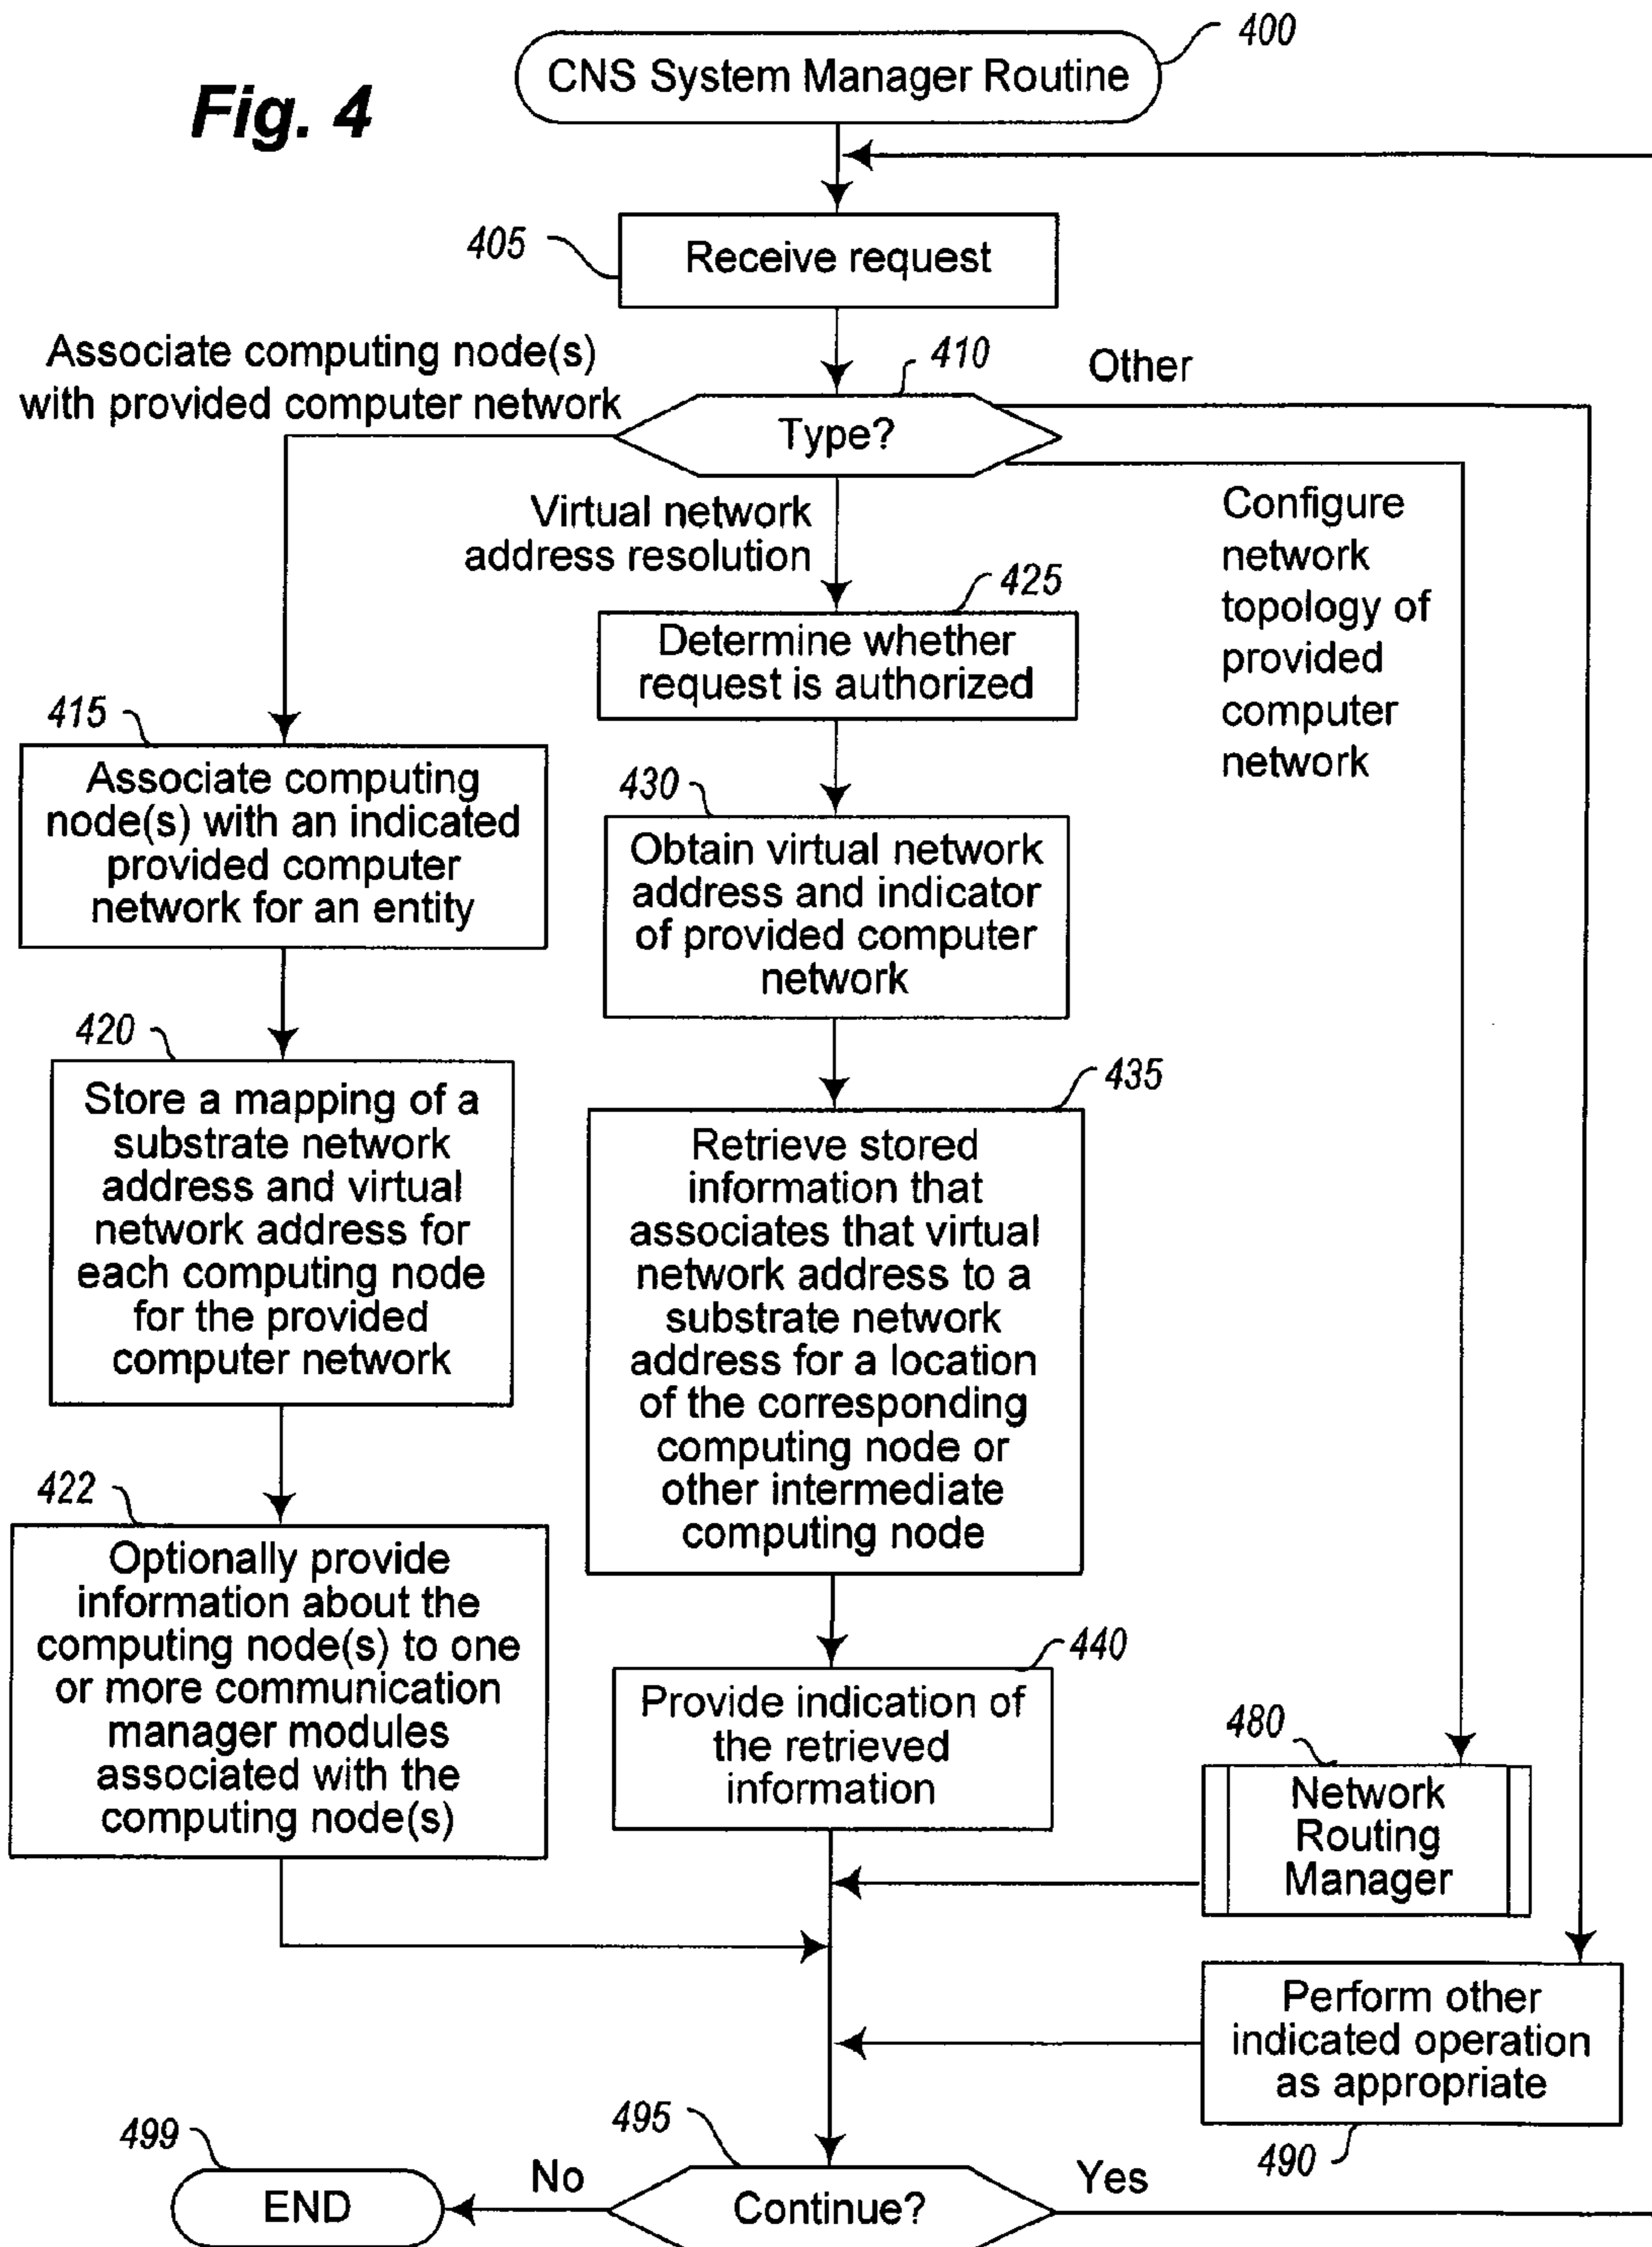 Fig. 4
400
CNS System Manager Routine
405
Receive request
Associate computing node(s)
with provided computer network
410
Other
Type?
Virtual network
address resolution
Configure
network
topology of
provided
computer
network
425
Determine whether
request is authorized
415
Associate computing
node(s) with an indicated
provided computer
network for an entity
430
Obtain virtual network
address and indicator
of provided computer
network
420
Store a mapping of a
substrate network
address and virtual
network address for
each computing node
for the provided
computer network
435
Retrieve stored
information that
associates that virtual
network address to a
substrate network
address for a location
of the corresponding
computing node or
other intermediate
computing node
422
Optionally provide
information about the
computing node(s) to one
or more communication
manager modules
associated with the
computing node(s)
440
Provide indication of
the retrieved
information
480
Network
Routing
Manager
Perform other
indicated operation
as appropriate
490
495
Continue?
Yes
No
499
END